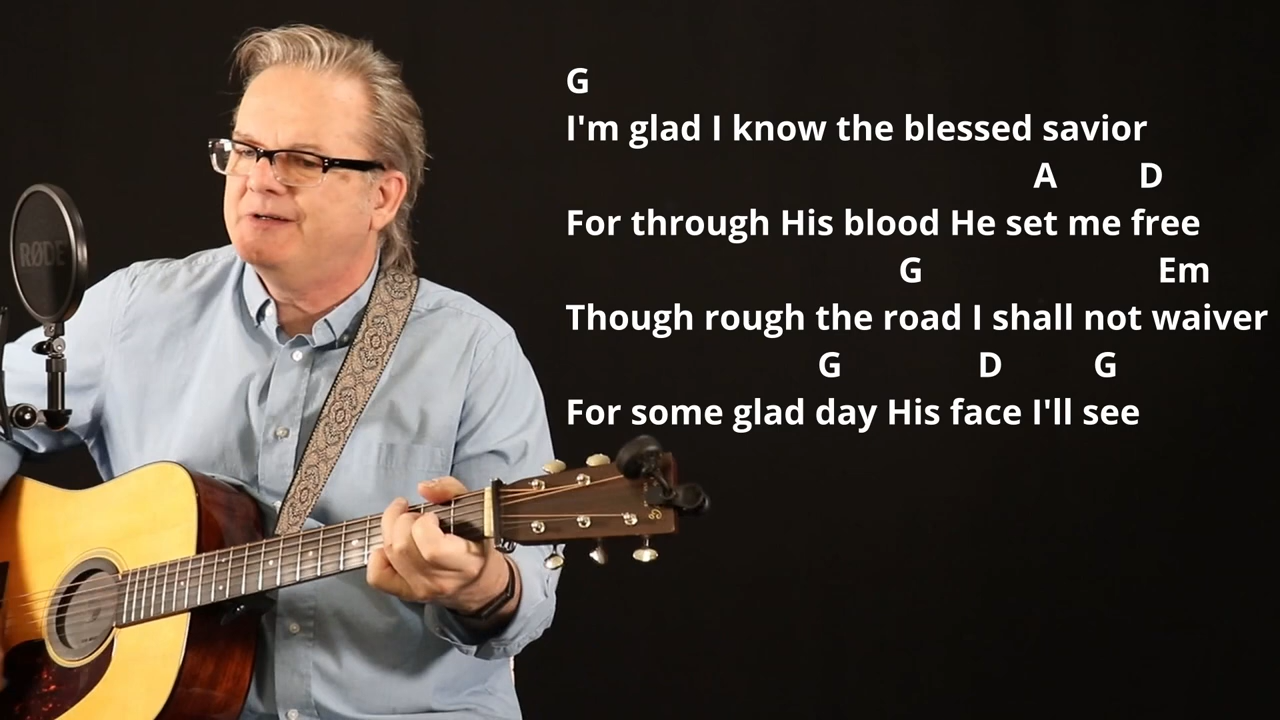 RØDE
G
I'm glad I know the blessed savior
A D
For through His blood He set me free
G Em
Though rough the road I shall not waiver
G D G
For some glad day His face I'll see